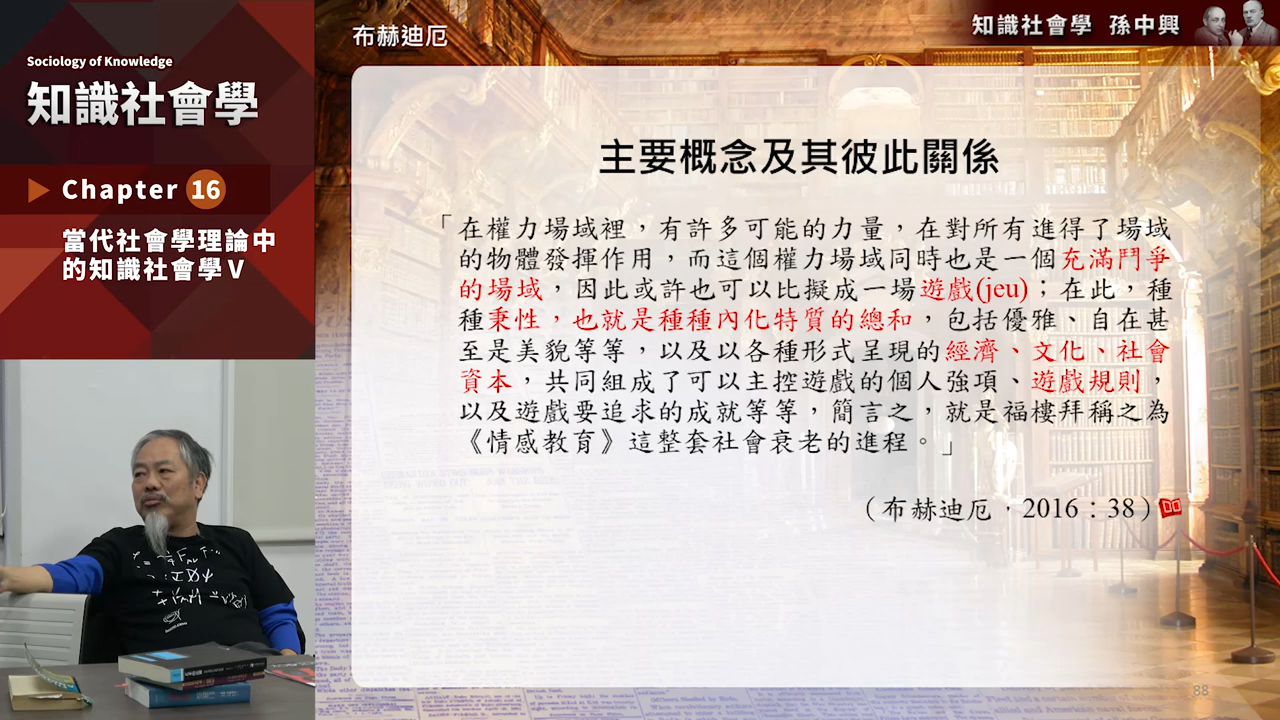 Sociology of Knowledge
知識社會學
Chapter 16
當代社會學理論中
的知識社會學 V
布赫迪厄
知識社會學 孫中興
主要概念及其彼此關係
「在權力場域裡，有許多可能的力量，在對所有進得了場域
的物體發揮作用，而這個權力場域同時也是一個充滿鬥爭
的場域，因此或許也可以比擬成一場遊戲(jeu)；在此，種
種秉性，也就是種種內化特質的總和，包括優雅、自在甚
至是美貌等等，以及以各種形式呈現的經濟、文化、社會
資本，共同組成了可以主控遊戲的個人強項、遊戲規則，
以及遊戲要追求的成就等等，簡言之，就是福樓拜稱之為
《情感教育》這整套社會衰老的進程。」
（布赫迪厄，2016：38）
88